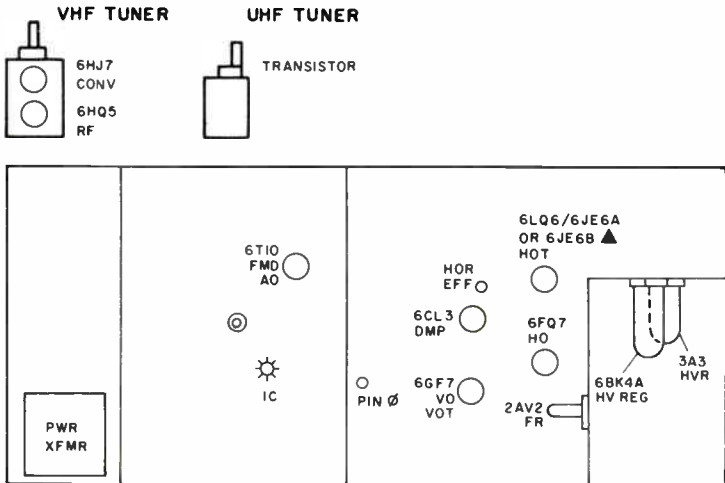 VHF TUNER
UHF TUNER
6HJ7
CONV
6HQ5
RF
TRANSISTOR
6T10
FMD
AO
IC
PWR
XFMR
HOR
EFF
6CL3
DMP
PIN Ø
6GF7
VO
VOT
6LQ6/6JE6A
OR 6JE6B ▲
HOT
6FQ7
HO
2AV2
FR
6BK4A
HV REG
3A3
HVR